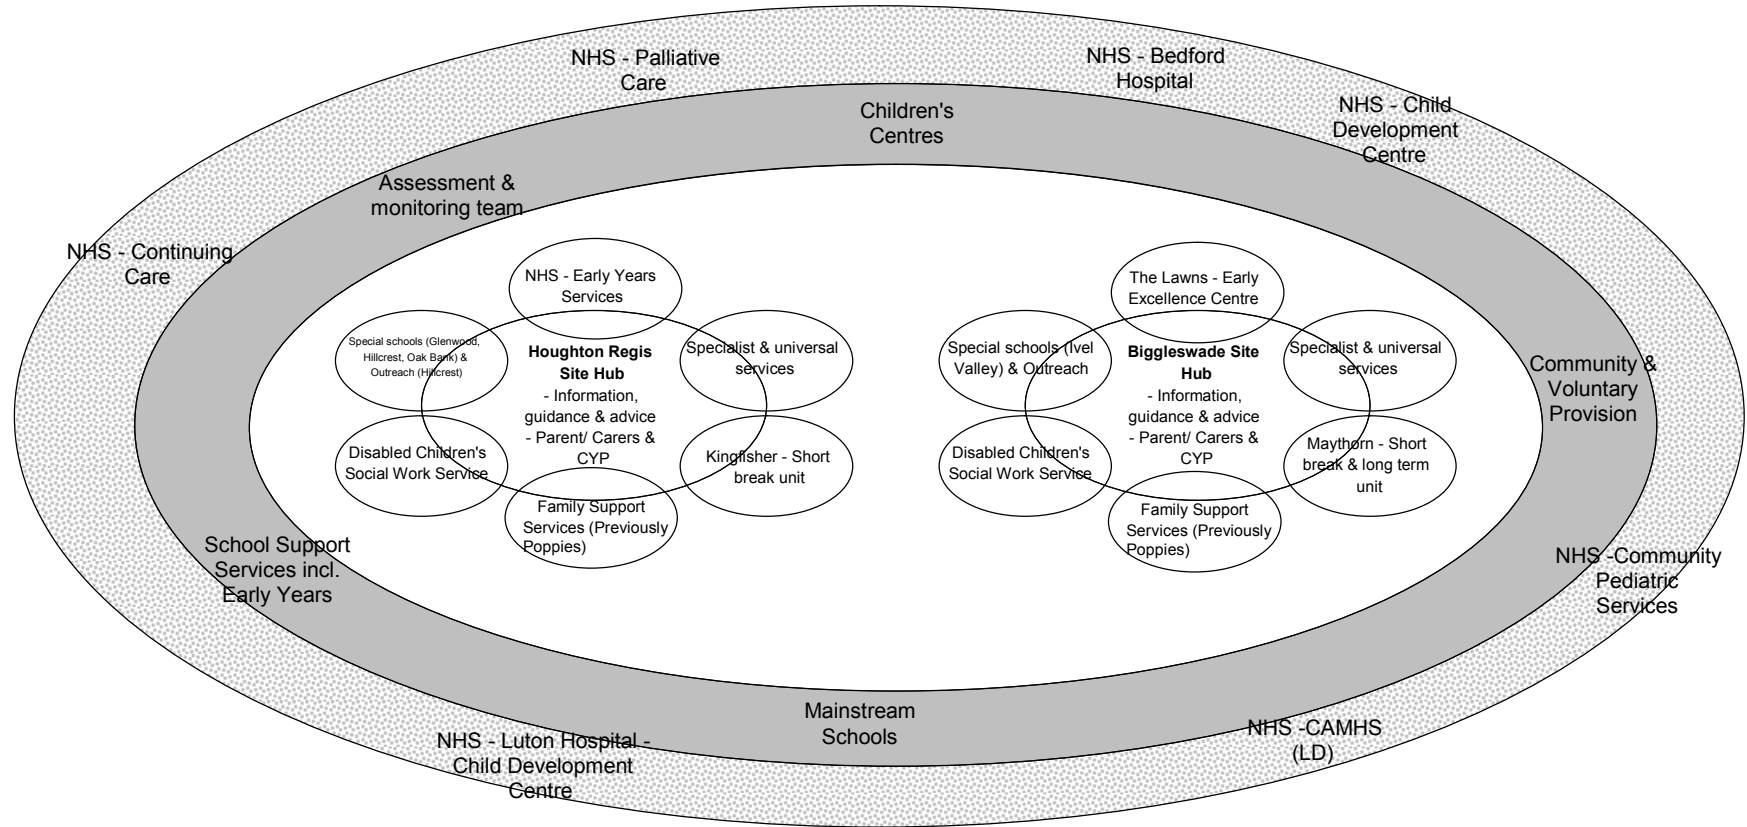 NHS - Palliative
Care
NHS - Bedford
Hospital
NHS - Child
Development
Centre
Children's
Centres
Assessment &
monitoring team
NHS - Continuing
Care
NHS - Early Years
Services
Special schools (Glenwood,
Hillcrest, Oak Bank) &
Outreach (Hillcrest)
Houghton Regis
Site Hub
- Information,
guidance & advice
- Parent/ Carers &
CYP
Specialist & universal
services
Disabled Children's
Social Work Service
Kingfisher - Short
break unit
Family Support
Services (Previously
Poppies)
The Lawns - Early
Excellence Centre
Special schools (Ivel
Valley) & Outreach
Biggleswade Site
Hub
- Information,
guidance & advice
- Parent/ Carers &
CYP
Specialist & universal
services
Disabled Children's
Social Work Service
Maythorn - Short
break & long term
unit
Family Support
Services (Previously
Poppies)
Community &
Voluntary
Provision
School Support
Services incl.
Early Years
NHS -Community
Pediatric
Services
Mainstream
Schools
NHS - Luton Hospital -
Child Development
Centre
NHS -CAMHS
(LD)